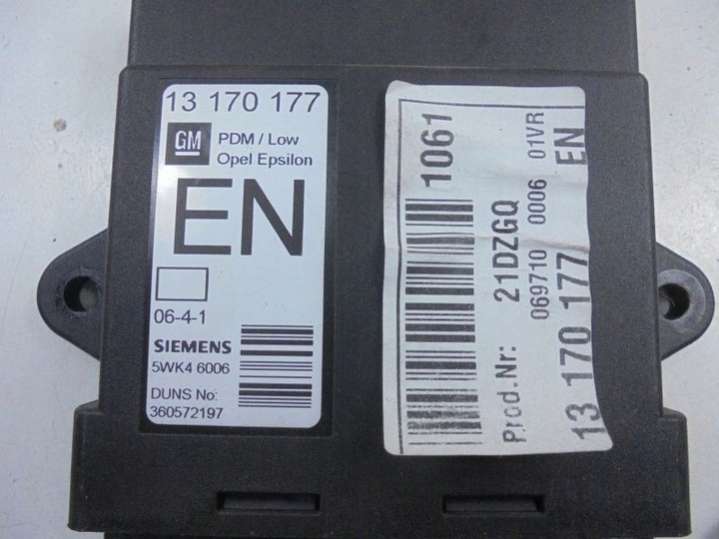 13 170 177
GM
PDM / Low
Opel Epsilon
EN
06-4-1
SIEMENS
5WK4 6006
DUNS No:
360572197
1061
Prod.Nr: 21DZGQ
069710 0006 01VR
13 170 177 EN